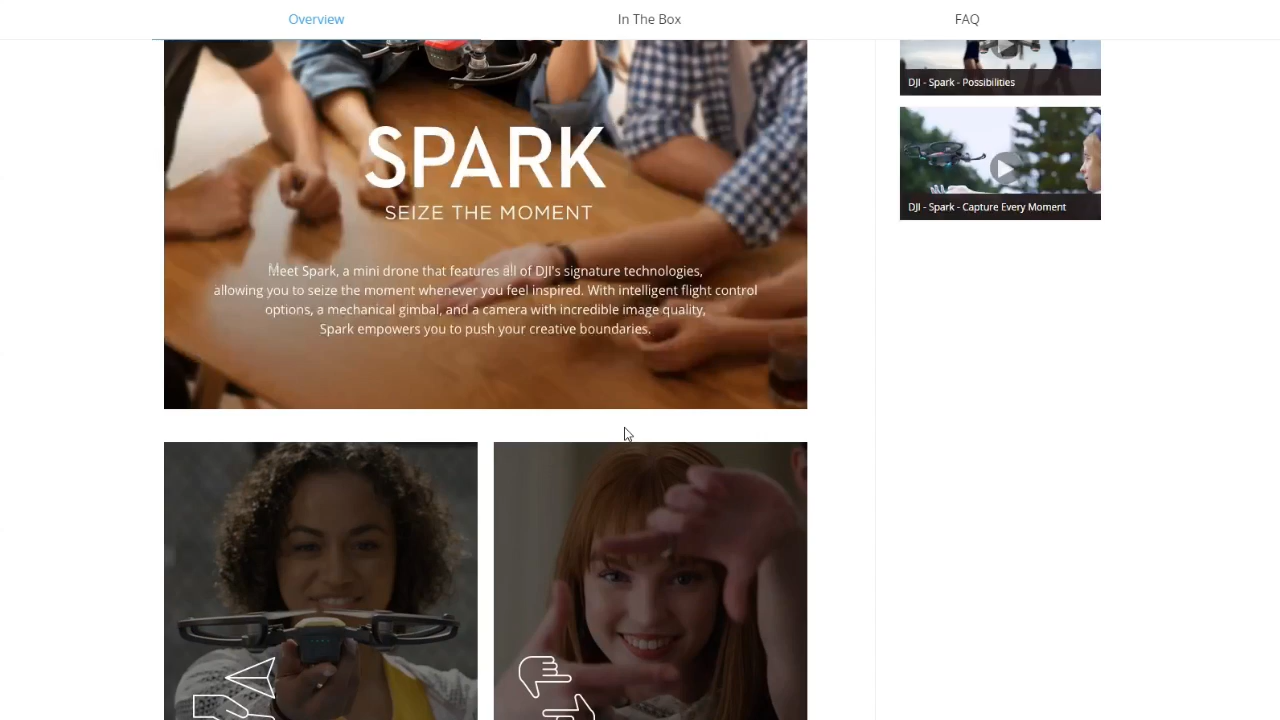 Overview
In The Box
FAQ
SPARK
SEIZE THE MOMENT
Meet Spark, a mini drone that features all of DJI's signature technologies,
allowing you to seize the moment whenever you feel inspired. With intelligent flight control
options, a mechanical gimbal, and a camera with incredible image quality,
Spark empowers you to push your creative boundaries.
DJI - Spark - Possibilities
DJI - Spark - Capture Every Moment